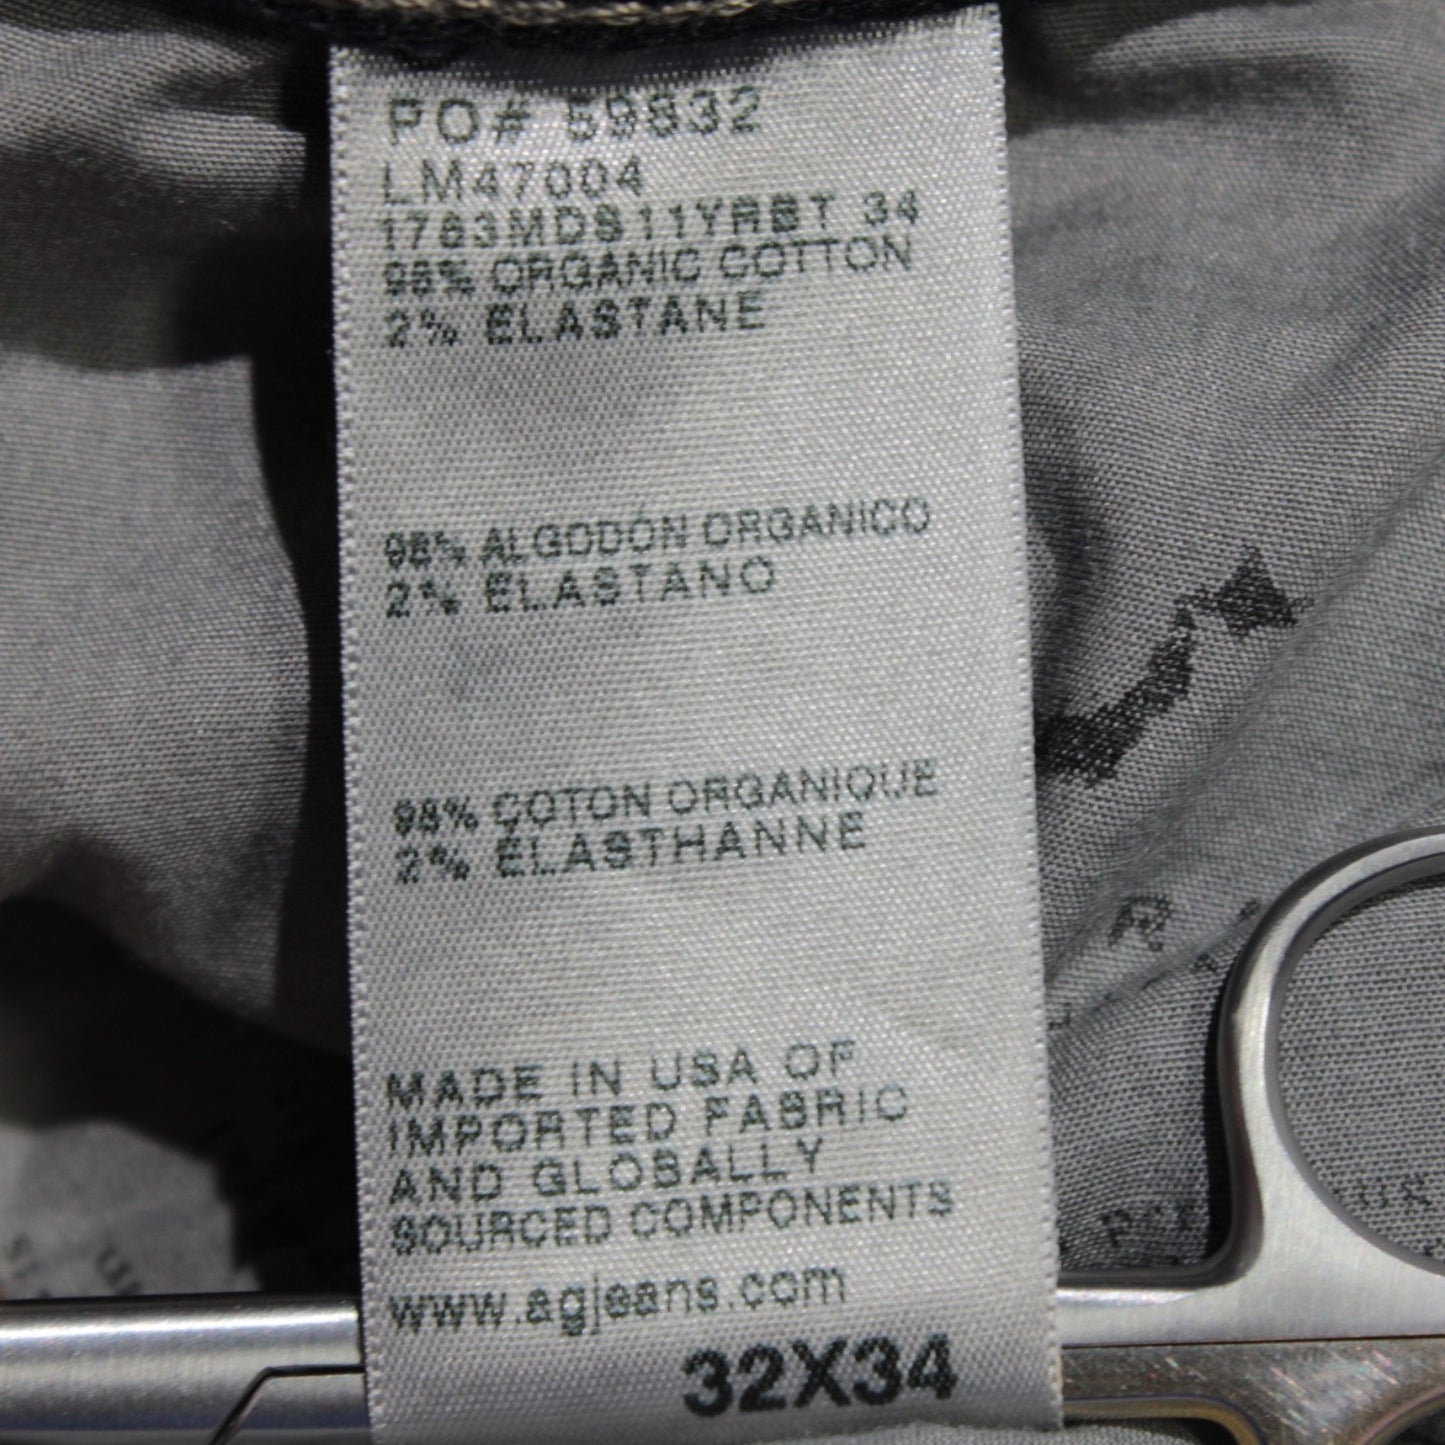 PO# 59832
LM47004
1783MDS11YRBT 34
98% ORGANIC COTTON
2% ELASTANE
98% ALGODÓN ORGANICO
2% ELASTANO
98% COTON ORGANIQUE
2% ÉLASTHANNE
MADE IN USA OF
IMPORTED FABRIC
AND GLOBALLY
SOURCED COMPONENTS
www.agjeans.com
32X34